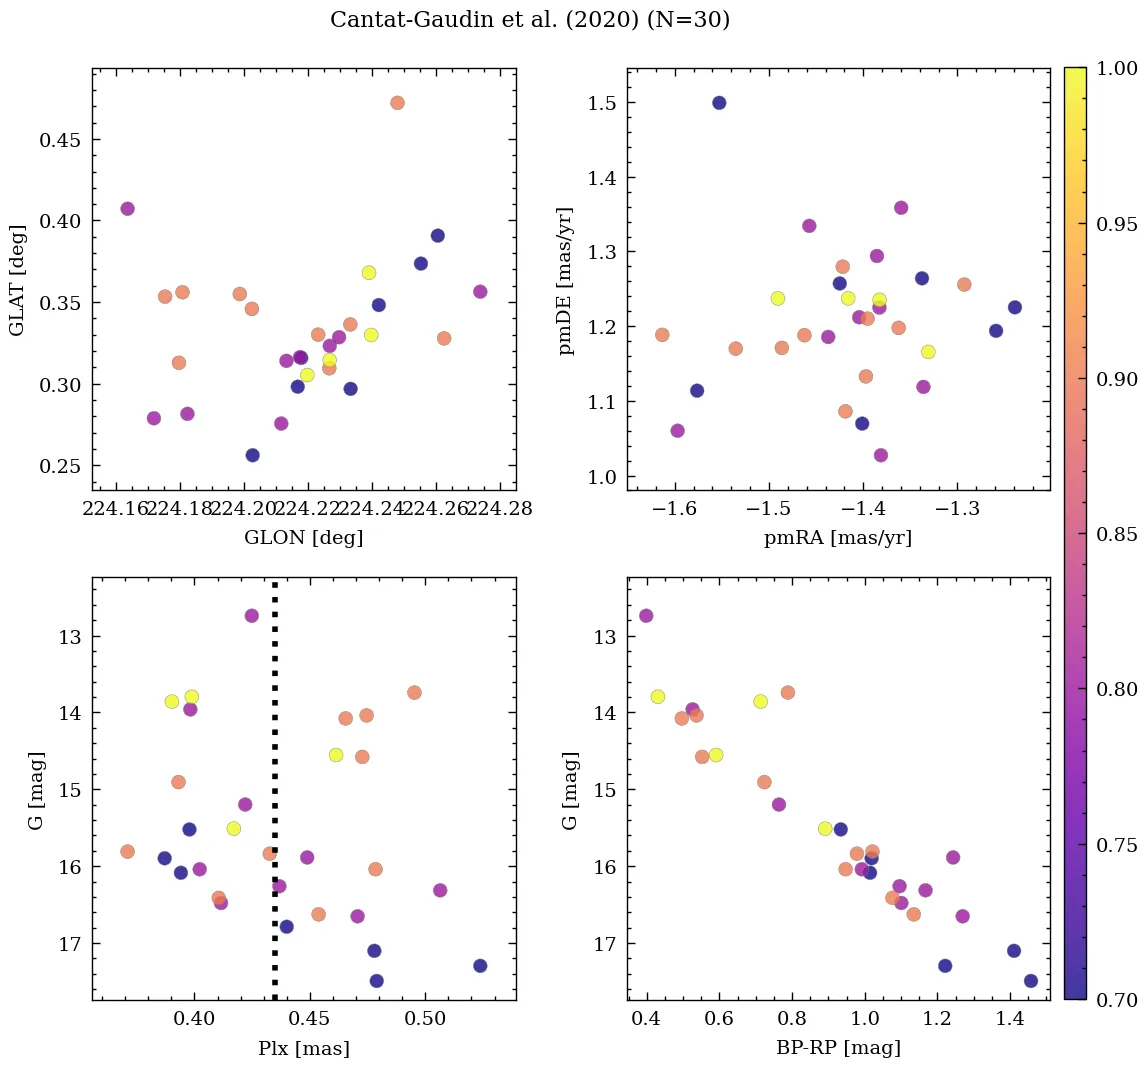 Cantat-Gaudin et al. (2020) (N=30)
GLAT [deg]
0.45
0.40
0.35
0.30
0.25
224.16 224.18 224.20 224.22 224.24 224.26 224.28
GLON [deg]
pmDE [mas/yr]
1.5
1.4
1.3
1.2
1.1
1.0
−1.6 −1.5 −1.4 −1.3
pmRA [mas/yr]
1.00
0.95
0.90
0.85
0.80
0.75
0.70
G [mag]
13
14
15
16
17
0.40 0.45 0.50
Plx [mas]
G [mag]
13
14
15
16
17
0.4 0.6 0.8 1.0 1.2 1.4
BP-RP [mag]